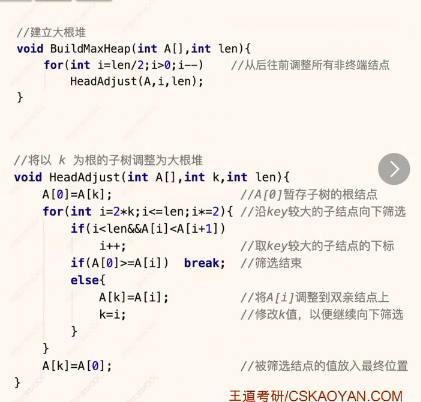 //建立大根堆
void BuildMaxHeap(int A[],int len){
for(int i=len/2;i>0;i--) //从后往前调整所有非终端结点
HeadAdjust(A,i,len);
}
//将以 k 为根的子树调整为大根堆
void HeadAdjust(int A[],int k,int len){
A[0]=A[k]; //A[0]暂存子树的根结点
for(int i=2*k;i<=len;i*=2){ //沿key较大的子结点向下筛选
if(i<len&&A[i]<A[i+1])
i++; //取key较大的子结点的下标
if(A[0]>=A[i]) break; //筛选结束
else{
A[k]=A[i]; //将A[i]调整到双亲结点上
k=i; //修改k值，以便继续向下筛选
}
}
A[k]=A[0]; //被筛选结点的值放入最终位置
}
王道考研/CSKAOYAN.COM